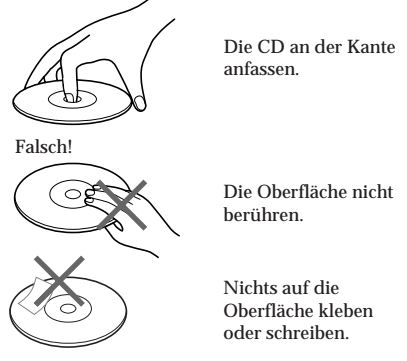 Die CD an der Kante
anfassen.
Falsch!
Die Oberfläche nicht
berühren.
Nichts auf die
Oberfläche kleben
oder schreiben.